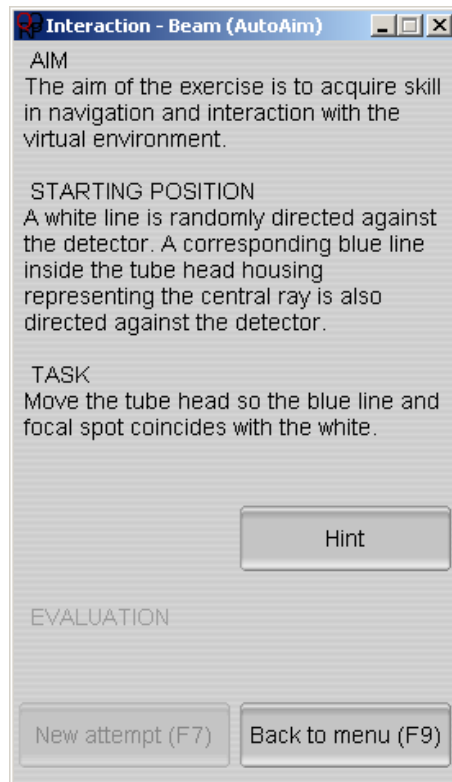 Interaction - Beam (AutoAim)
AIM
The aim of the exercise is to acquire skill
in navigation and interaction with the
virtual environment.
STARTING POSITION
A white line is randomly directed against
the detector. A corresponding blue line
inside the tube head housing
representing the central ray is also
directed against the detector.
TASK
Move the tube head so the blue line and
focal spot coincides with the white.
Hint
EVALUATION
New attempt (F7)
Back to menu (F9)